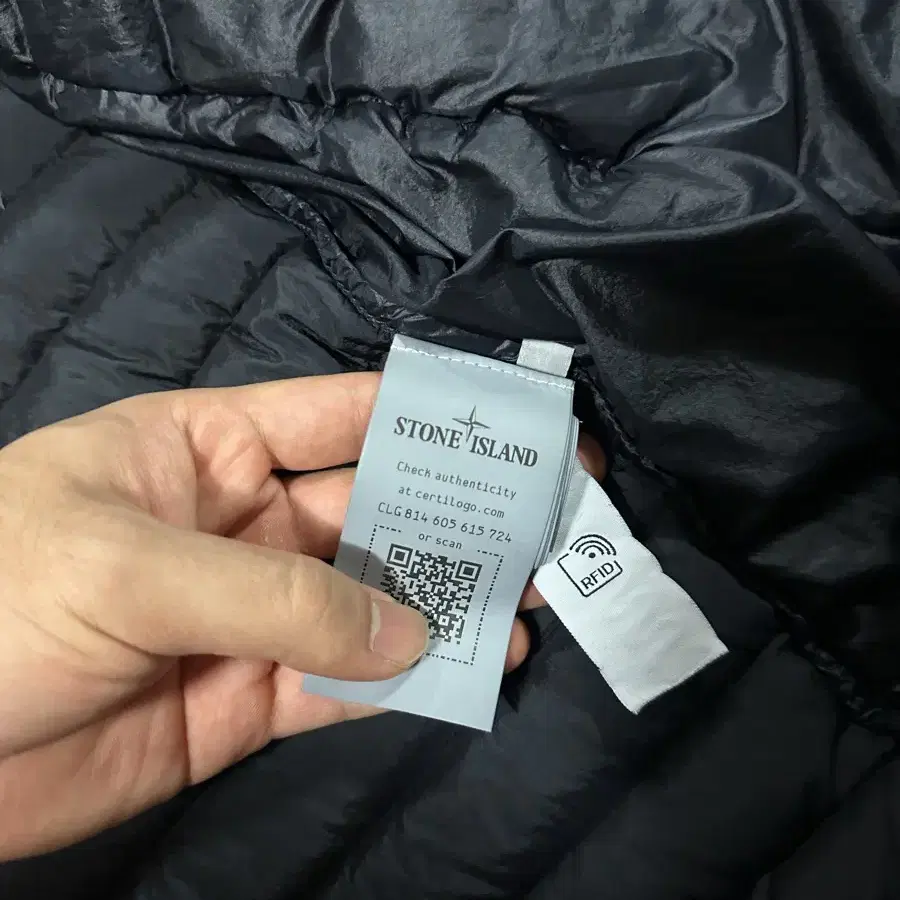 STONE ISLAND
Check authenticity
at certilogo.com
CLG 814 605 615 724
or scan
RFID